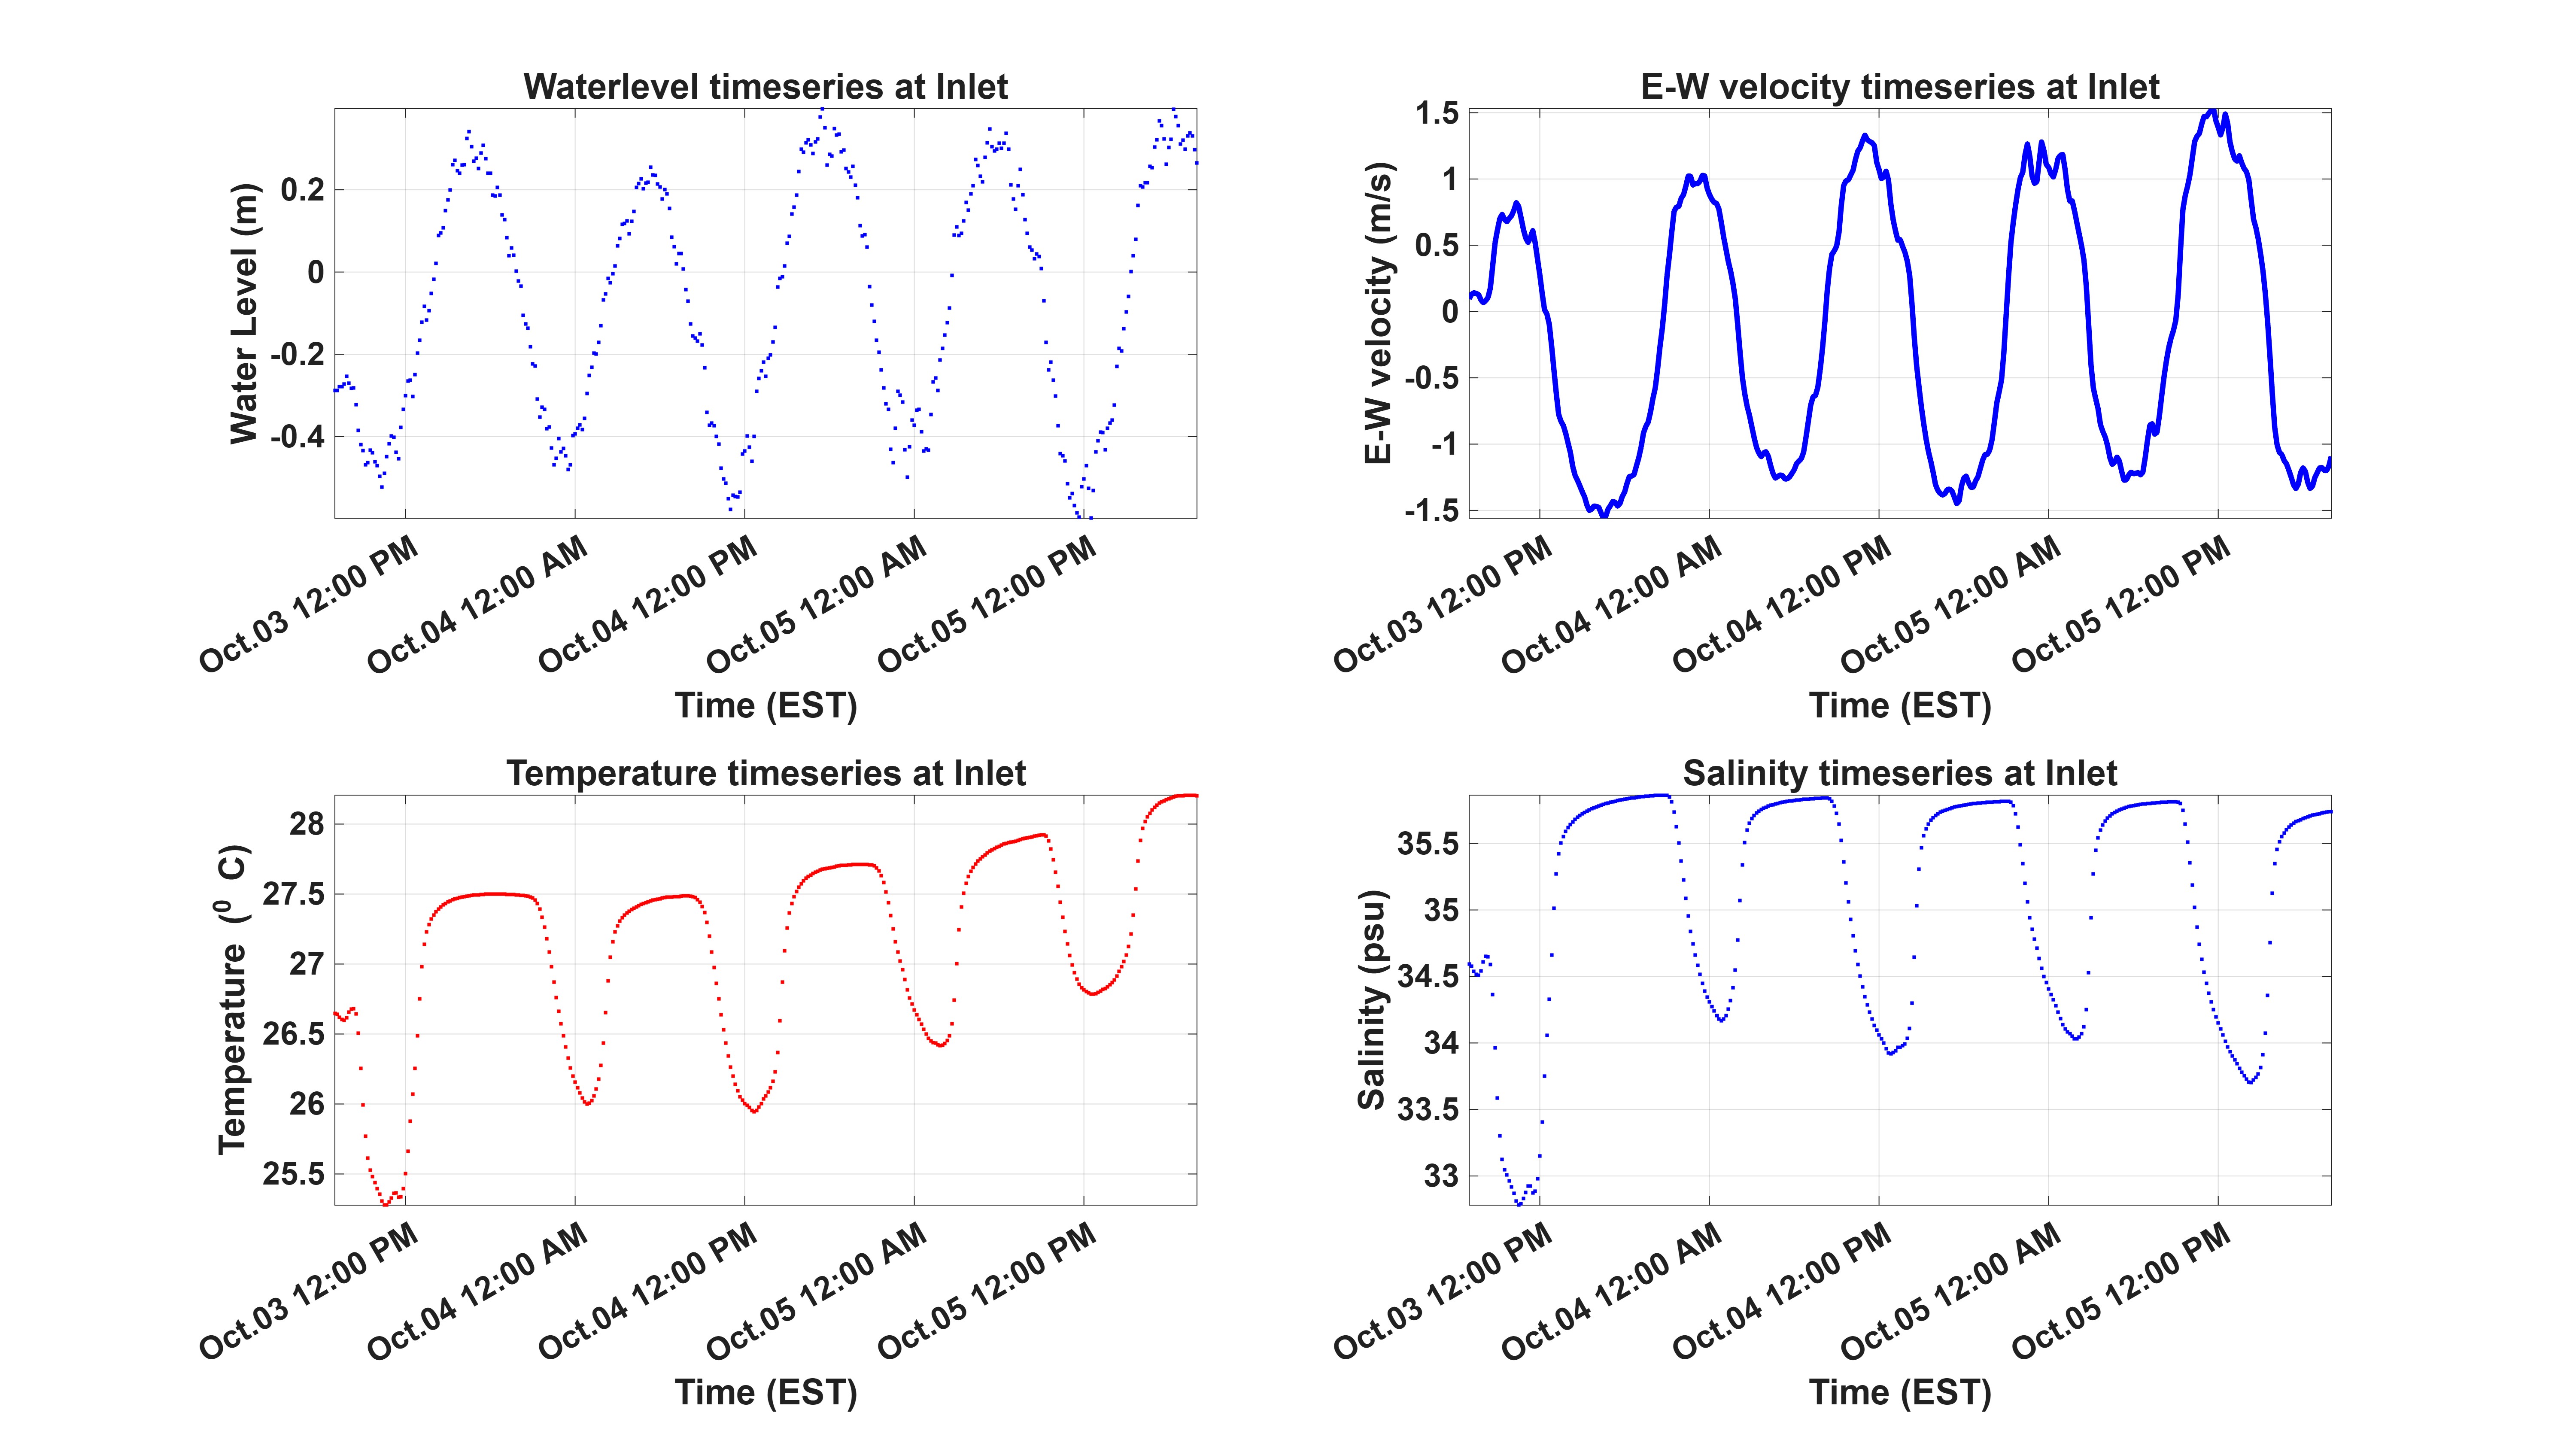 Waterlevel timeseries at Inlet
Water Level (m)
0.2
0
-0.2
-0.4
Oct.03 12:00 PM
Oct.04 12:00 AM
Oct.04 12:00 PM
Oct.05 12:00 AM
Oct.05 12:00 PM
Time (EST)
E-W velocity timeseries at Inlet
E-W velocity (m/s)
1.5
1
0.5
0
-0.5
-1
-1.5
Oct.03 12:00 PM
Oct.04 12:00 AM
Oct.04 12:00 PM
Oct.05 12:00 AM
Oct.05 12:00 PM
Time (EST)
Temperature timeseries at Inlet
Temperature (⁰ C)
28
27.5
27
26.5
26
25.5
Oct.03 12:00 PM
Oct.04 12:00 AM
Oct.04 12:00 PM
Oct.05 12:00 AM
Oct.05 12:00 PM
Time (EST)
Salinity timeseries at Inlet
Salinity (psu)
35.5
35
34.5
34
33.5
33
Oct.03 12:00 PM
Oct.04 12:00 AM
Oct.04 12:00 PM
Oct.05 12:00 AM
Oct.05 12:00 PM
Time (EST)